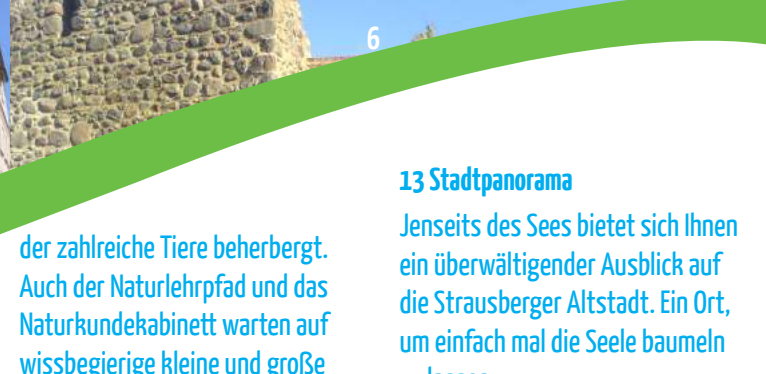 6
der zahlreiche Tiere beherbergt.
Auch der Naturlehrpfad und das
Naturkundekabinett warten auf
wissbegierige kleine und große
13 Stadtpanorama
Jenseits des Sees bietet sich Ihnen
ein überwältigender Ausblick auf
die Strausberger Altstadt. Ein Ort,
um einfach mal die Seele baumeln